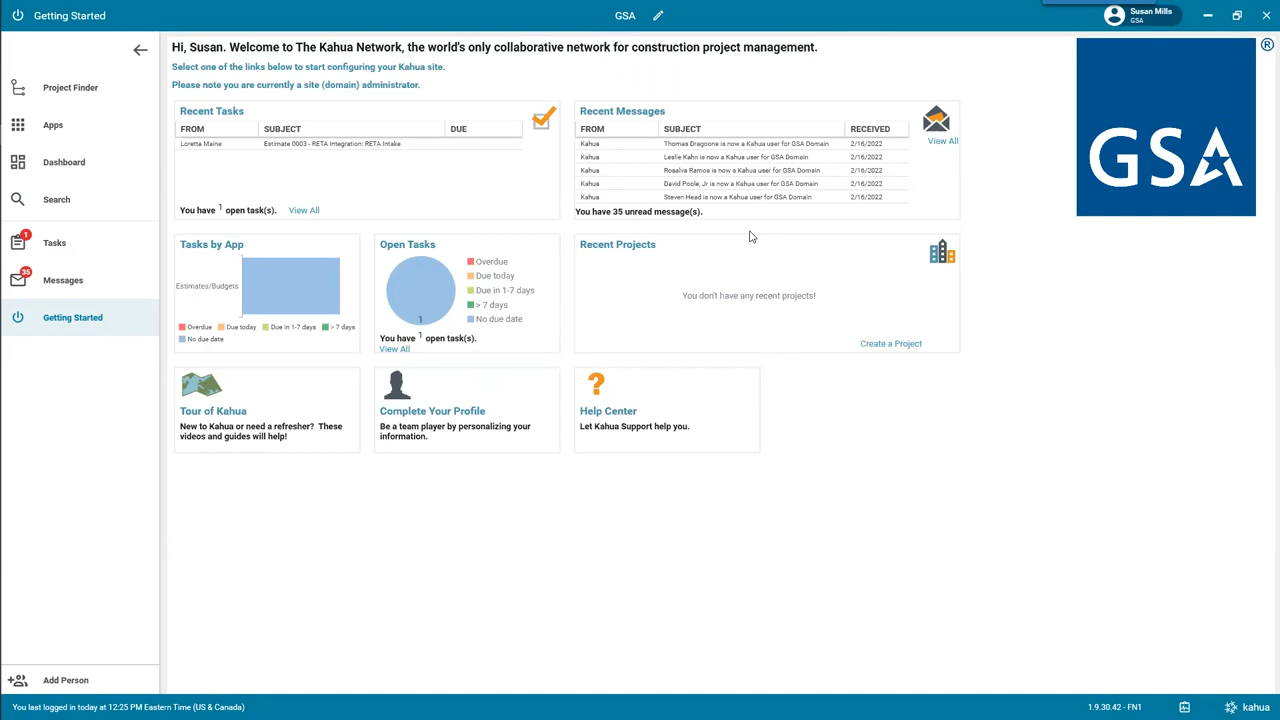 Getting Started
GSA
Susan Mills
GSA
Project Finder
Apps
Dashboard
Search
1
Tasks
35
Messages
Getting Started
Add Person
Hi, Susan. Welcome to The Kahua Network, the world's only collaborative network for construction project management.
Select one of the links below to start configuring your Kahua site.
Please note you are currently a site (domain) administrator.
Recent Tasks
FROM SUBJECT DUE
Loretta Maine Estimate 0003 - RETA Integration: RETA Intake
You have 1 open task(s). View All
Recent Messages
FROM SUBJECT RECEIVED
Kahua Thomas Dragoone is now a Kahua user for GSA Domain 2/16/2022
Kahua Leslie Kahn is now a Kahua user for GSA Domain 2/16/2022
Kahua Rosalva Ramos is now a Kahua user for GSA Domain 2/16/2022
Kahua David Poole, Jr is now a Kahua user for GSA Domain 2/16/2022
Kahua Steven Head is now a Kahua user for GSA Domain 2/16/2022
View All
You have 35 unread message(s).
GSA
®
Tasks by App
Estimates/Budgets
Overdue Due today Due in 1-7 days > 7 days
No due date
Open Tasks
1
Overdue
Due today
Due in 1-7 days
> 7 days
No due date
You have 1 open task(s).
View All
Recent Projects
You don't have any recent projects!
Create a Project
Tour of Kahua
New to Kahua or need a refresher? These
videos and guides will help!
Complete Your Profile
Be a team player by personalizing your
information.
?
Help Center
Let Kahua Support help you.
You last logged in today at 12:25 PM Eastern Time (US & Canada)
1.9.30.42 - FN1
kahua